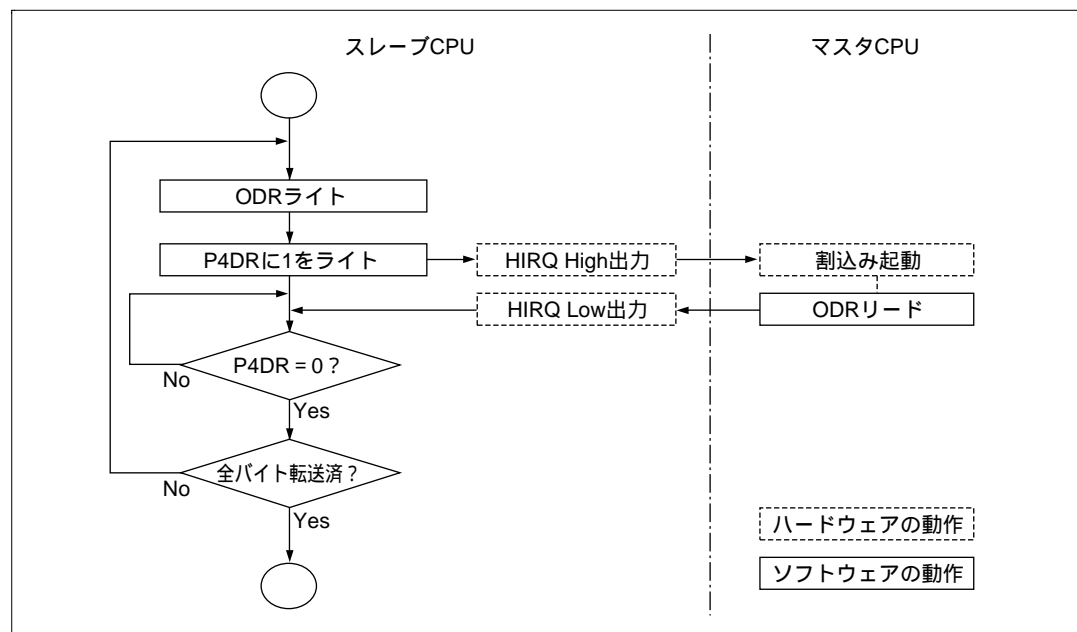 スレーブCPU
マスタCPU
ODRライト
P4DRに1をライト
HIRQ High出力
割込み起動
HIRQ Low出力
ODRリード
P4DR = 0？
No
Yes
全バイト転送済？
No
Yes
ハードウェアの動作
ソフトウェアの動作